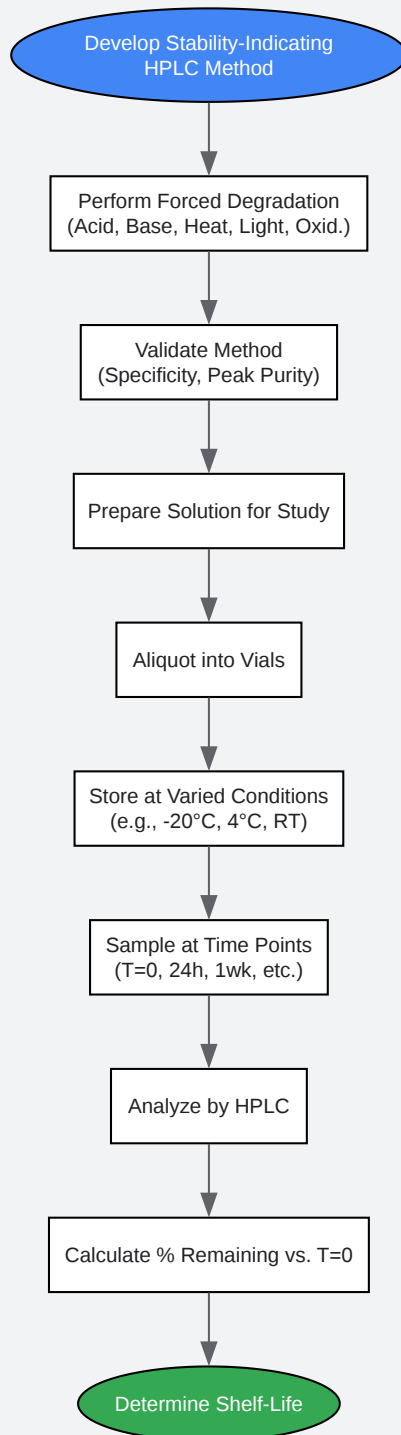 Develop Stability-Indicating
HPLC Method
Perform Forced Degradation
(Acid, Base, Heat, Light, Oxid.)
Validate Method
(Specificity, Peak Purity)
Prepare Solution for Study
Aliquot into Vials
Store at Varied Conditions
(e.g., -20°C, 4°C, RT)
Sample at Time Points
(T=0, 24h, 1wk, etc.)
Analyze by HPLC
Calculate % Remaining vs. T=0
Determine Shelf-Life